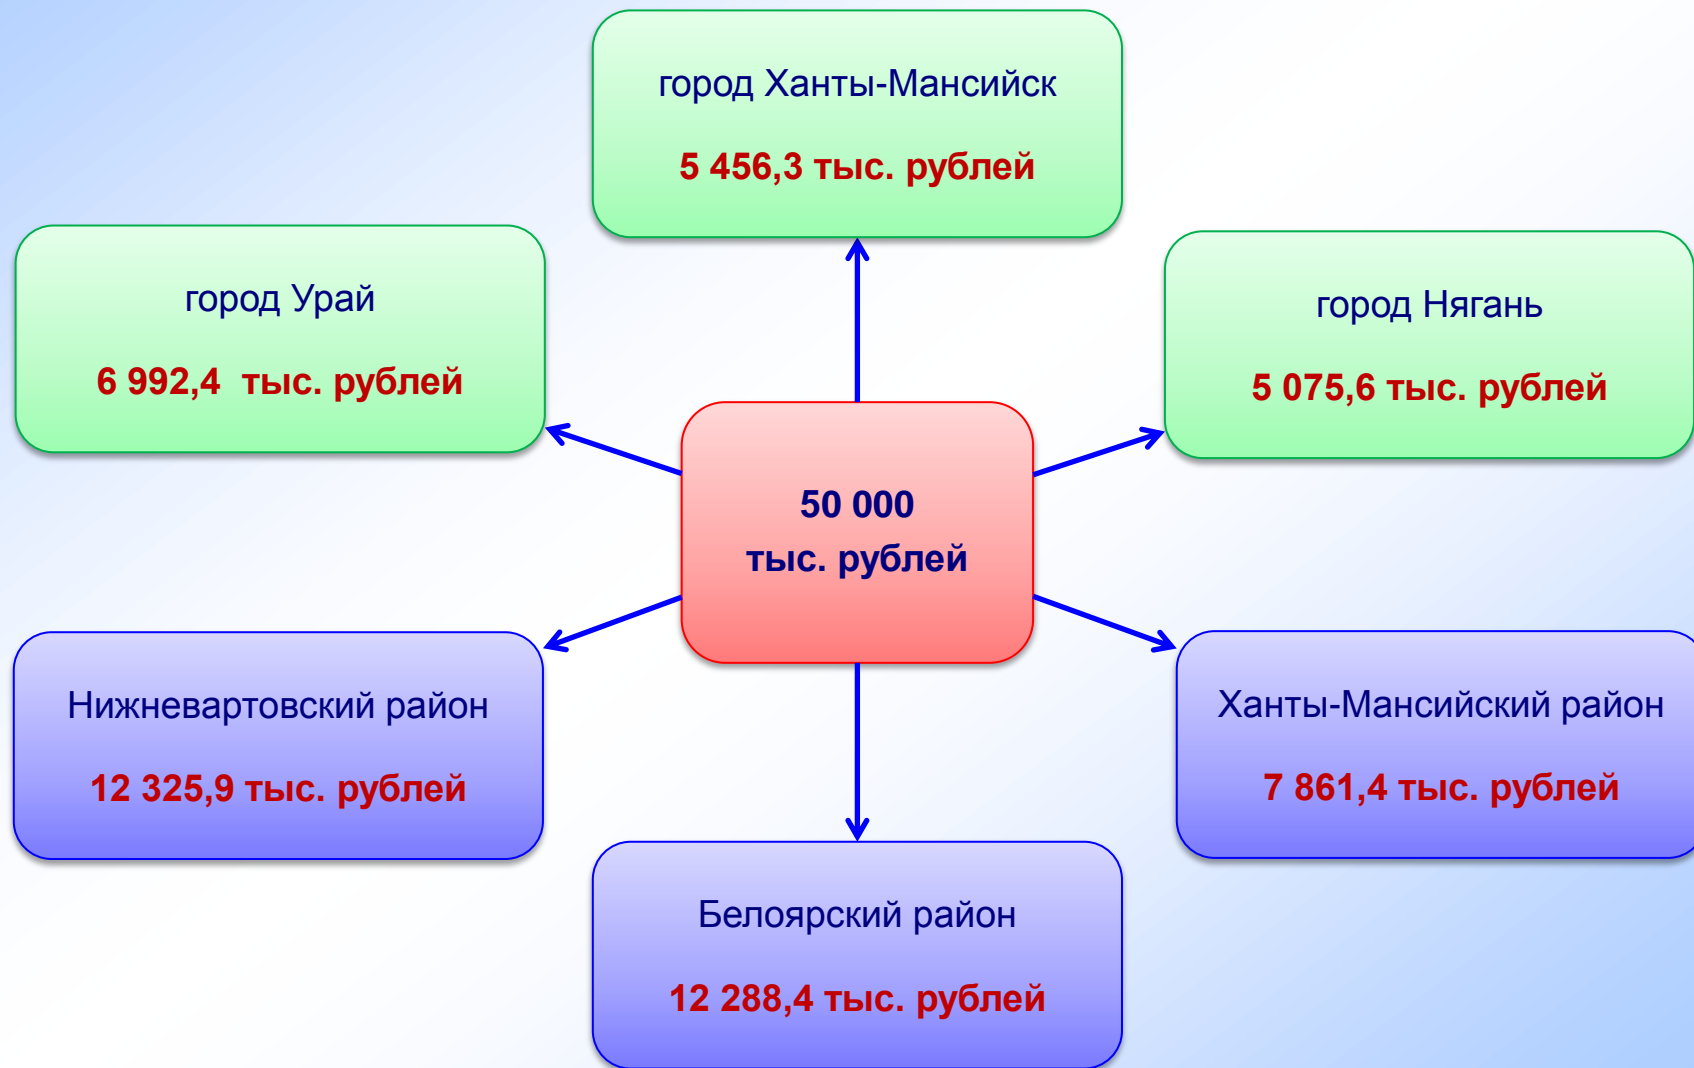 город Ханты-Мансийск
5 456,3 тыс. рублей
город Урай
6 992,4 тыс. рублей
город Нягань
5 075,6 тыс. рублей
50 000
тыс. рублей
Нижневартовский район
12 325,9 тыс. рублей
Ханты-Мансийский район
7 861,4 тыс. рублей
Белоярский район
12 288,4 тыс. рублей